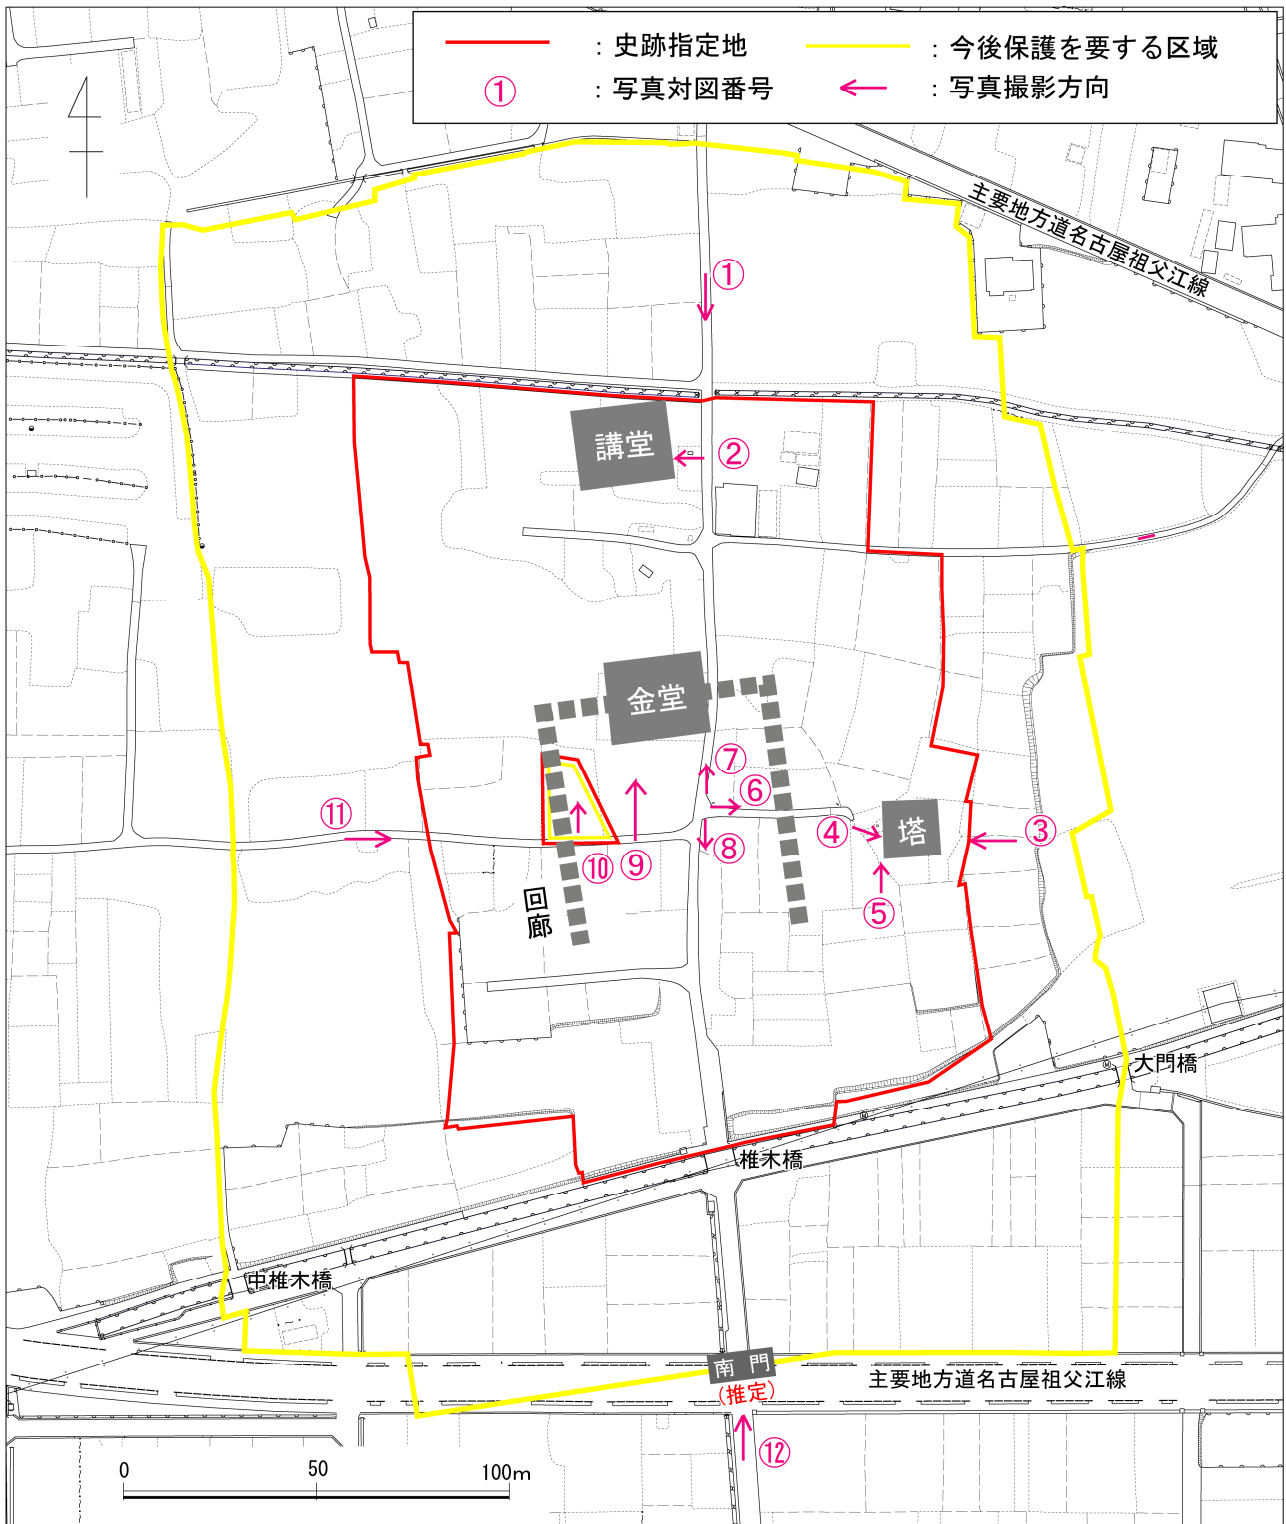 ：史跡指定地
：今後保護を要する区域
①
：写真対図番号
：写真撮影方向
主要地方道名古屋祖父江線
①
講堂
②
金堂
⑦
⑥
⑪
④
塔
③
⑧
⑩
⑨
⑤
回廊
大門橋
椎木橋
中椎木橋
南門
(推定)
主要地方道名古屋祖父江線
⑫
0
50
100m